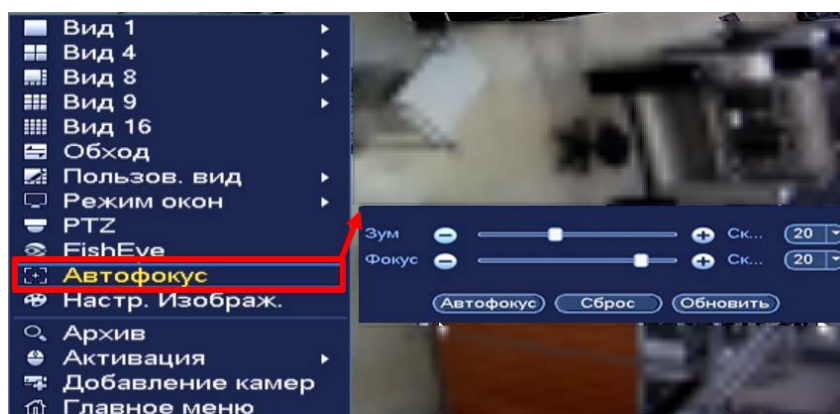 Вид 1
Вид 4
Вид 8
Вид 9
Вид 16
Обход
Пользов. вид
Режим окон
PTZ
FishEye
Автофокус
Настр. Изображ.
Архив
Активация
Добавление камер
Главное меню
Зум Ск... 20
Фокус Ск... 20
Автофокус Сброс Обновить